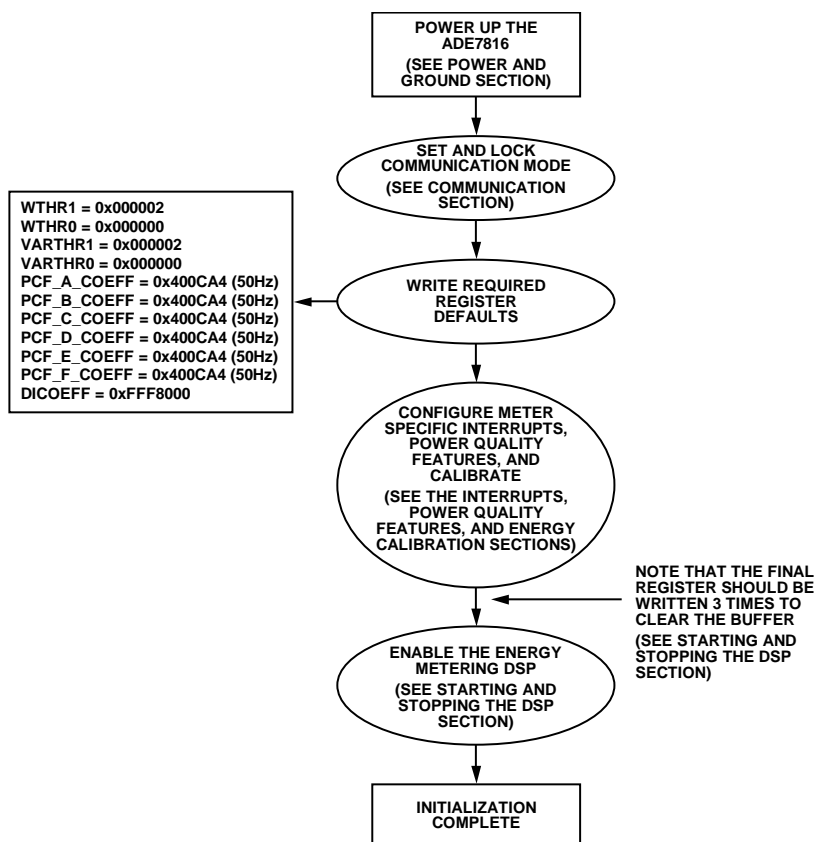 POWER UP THE
ADE7816
(SEE POWER AND
GROUND SECTION)
SET AND LOCK
COMMUNICATION MODE
(SEE COMMUNICATION
SECTION)
WTHR1 = 0x000002
WTHR0 = 0x000000
VARTHR1 = 0x000002
VARTHR0 = 0x000000
PCF_A_COEFF = 0x400CA4 (50Hz)
PCF_B_COEFF = 0x400CA4 (50Hz)
PCF_C_COEFF = 0x400CA4 (50Hz)
PCF_D_COEFF = 0x400CA4 (50Hz)
PCF_E_COEFF = 0x400CA4 (50Hz)
PCF_F_COEFF = 0x400CA4 (50Hz)
DICOEFF = 0xFFF8000
WRITE REQUIRED
REGISTER
DEFAULTS
CONFIGURE METER
SPECIFIC INTERRUPTS,
POWER QUALITY
FEATURES, AND
CALIBRATE
(SEE THE INTERRUPTS,
POWER QUALITY
FEATURES, AND ENERGY
CALIBRATION SECTIONS)
NOTE THAT THE FINAL
REGISTER SHOULD BE
WRITTEN 3 TIMES TO
CLEAR THE BUFFER
(SEE STARTING AND
STOPPING THE DSP
SECTION)
ENABLE THE ENERGY
METERING DSP
(SEE STARTING AND
STOPPING THE DSP
SECTION)
INITIALIZATION
COMPLETE